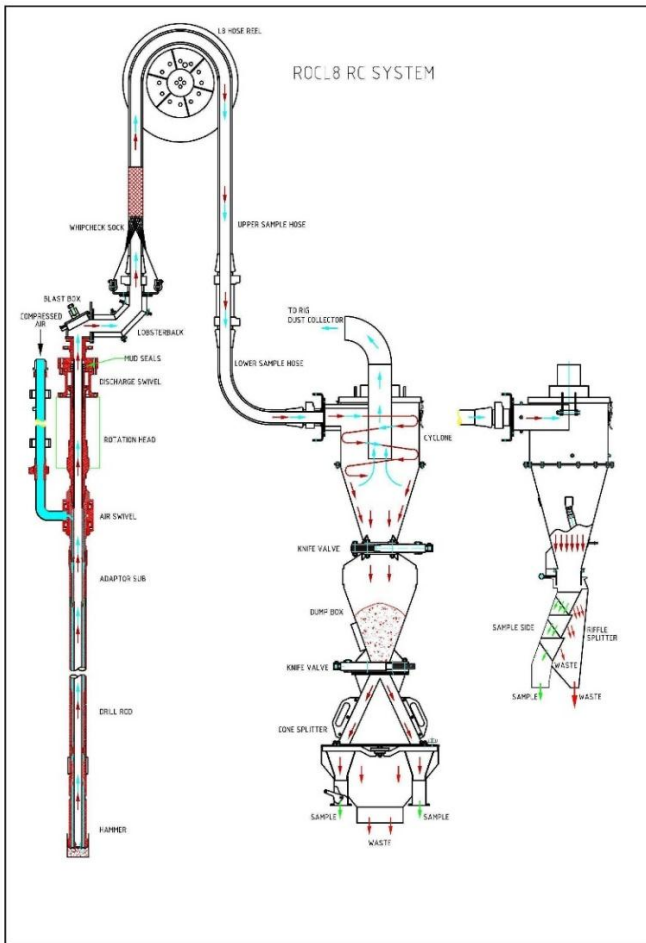 L8 HOSE REEL
ROCL8 RC SYSTEM
WHIPCHECK SOCK
UPPER SAMPLE HOSE
BLAST BOX
COMPRESSED
AIR
LOBSTERBACK
TO RIG
DUST COLLECTOR
MUD SEALS
DISCHARGE SWIVEL
LOWER SAMPLE HOSE
ROTATION HEAD
CYCLONE
AIR SWIVEL
KNIFE VALVE
ADAPTOR SUB
DUMP BOX
SAMPLE SIDE
RIFFLE
SPLITTER
WASTE
KNIFE VALVE
SAMPLE
WASTE
DRILL ROD
CONE SPLITTER
HAMMER
SAMPLE
SAMPLE
WASTE